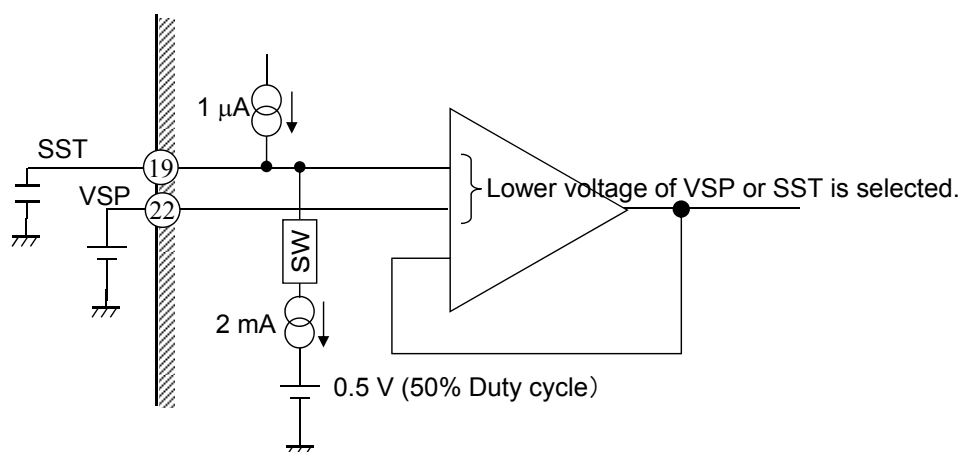 1 μA
SST
19
VSP
22
Lower voltage of VSP or SST is selected.
SW
2 mA
0.5 V (50% Duty cycle）